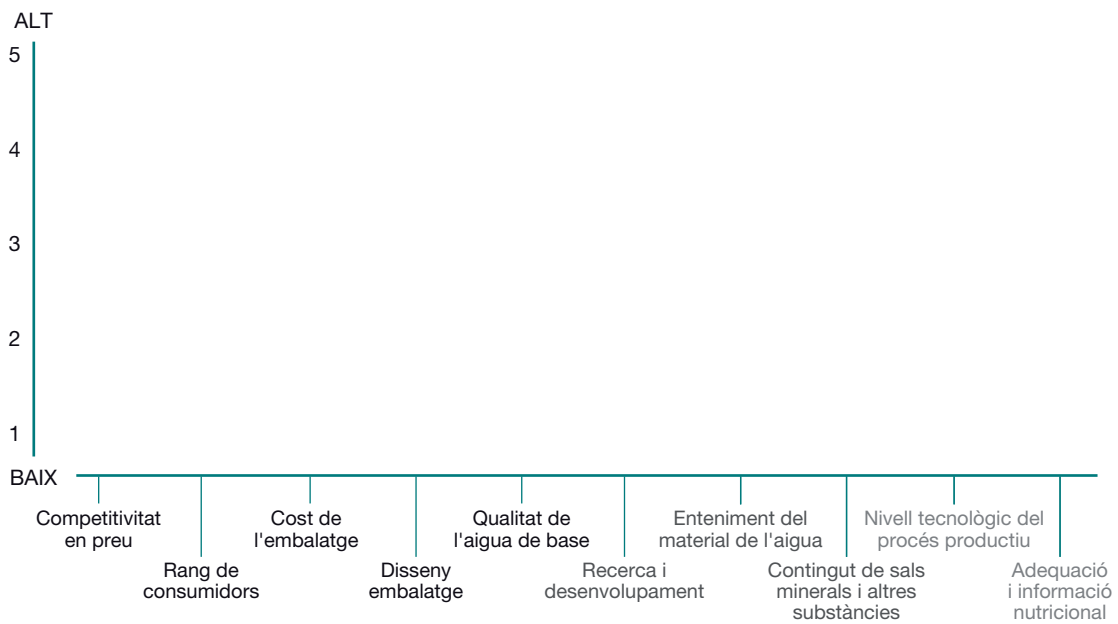 ALT
5
4
3
2
1
BAIX
Competitivitat
en preu
Rang de
consumidors
Cost de
l'embalatge
Disseny
embalatge
Qualitat de
l'aigua de base
Recerca i
desenvolupament
Enteniment del
material de l'aigua
Contingut de sals
minerals i altres
substàncies
Nivell tecnològic del
procés productiu
Adequació
i informació
nutricional